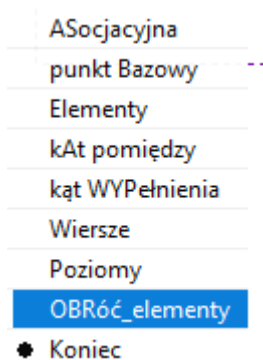 ASocjacyjna
punkt Bazowy
Elementy
kAt pomiędzy
kąt WYPełnienia
Wiersze
Poziomy
OBRóć_elementy
Koniec